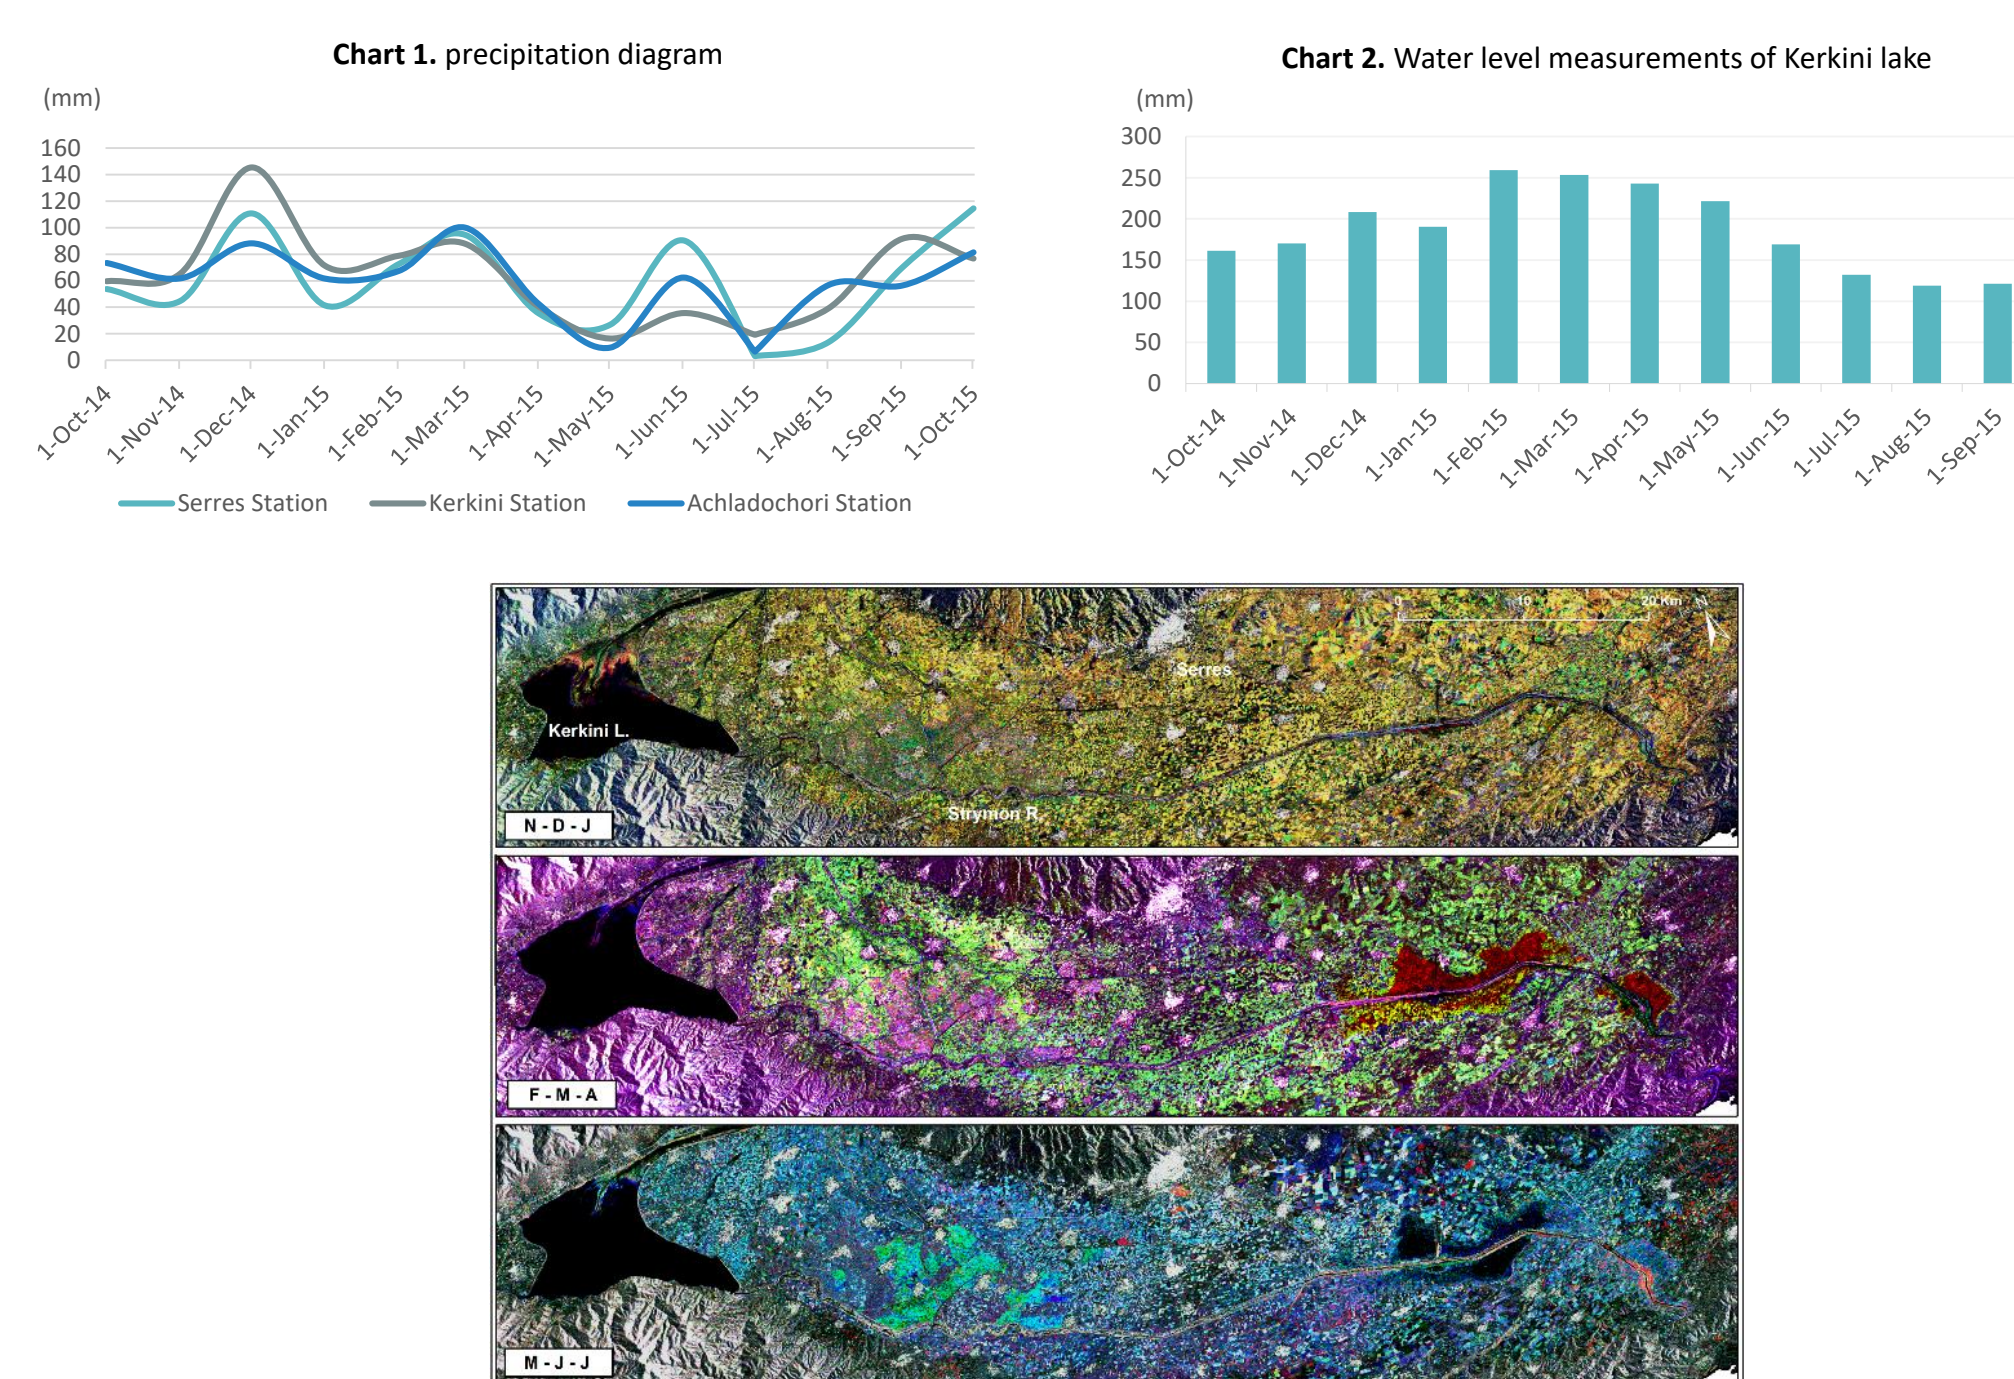 Chart 1. precipitation diagram
(mm)
160
140
120
100
80
60
40
20
0
1-Oct-14
1-Nov-14
1-Dec-14
1-Jan-15
1-Feb-15
1-Mar-15
1-Apr-15
1-May-15
1-Jun-15
1-Jul-15
1-Aug-15
1-Sep-15
1-Oct-15
Serres Station Kerkini Station Achladochori Station
Chart 2. Water level measurements of Kerkini lake
(mm)
300
250
200
150
100
50
0
1-Oct-14
1-Nov-14
1-Dec-14
1-Jan-15
1-Feb-15
1-Mar-15
1-Apr-15
1-May-15
1-Jun-15
1-Jul-15
1-Aug-15
1-Sep-15
0 10 20 Km N
Serres
Kerkini L.
Strymon R.
N - D - J
F - M - A
M - J - J